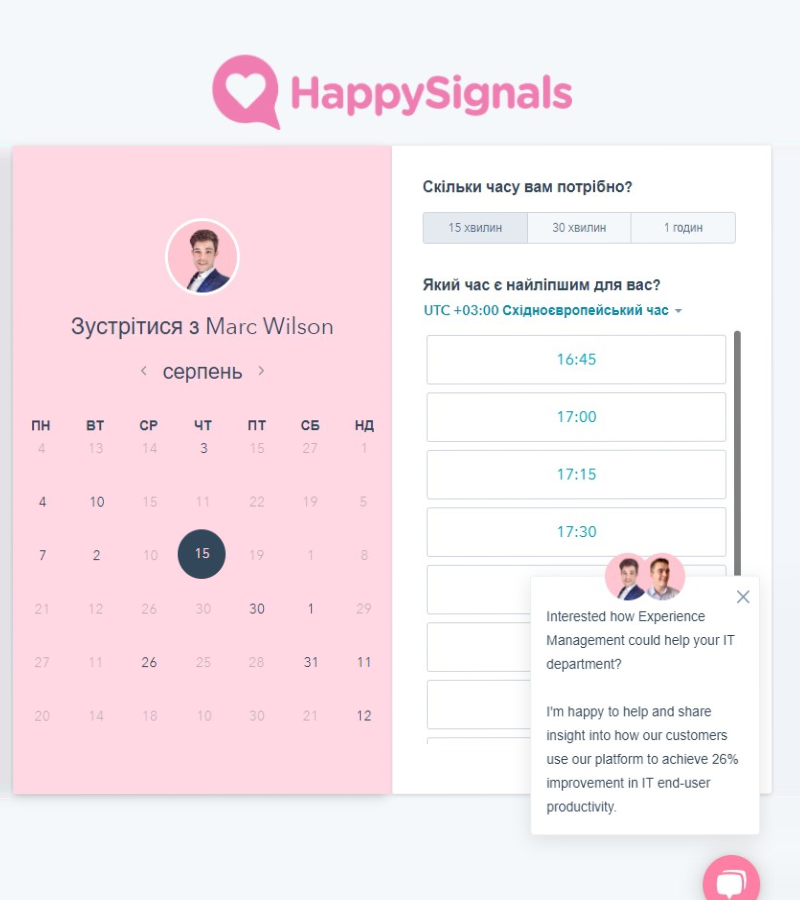 HappySignals
Зустрітися з Marc Wilson
серпень
ПН ВТ СР ЧТ ПТ СБ НД
4 13 14 3 15 27 1
4 10 15 11 22 19 5
7 2 10 15 19 1 8
21 12 26 30 30 1 29
27 11 26 25 28 31 11
20 14 18 10 30 21 12
Скільки часу вам потрібно?
15 хвилин 30 хвилин 1 годин
Який час є найліпшим для вас?
UTC +03:00 Східноєвропейський час
16:45
17:00
17:15
17:30
Interested how Experience
Management could help your IT
department?
I'm happy to help and share
insight into how our customers
use our platform to achieve 26%
improvement in IT end-user
productivity.